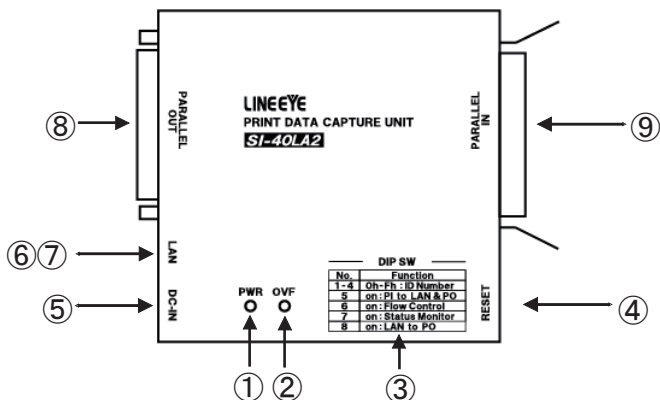 LINEEYE
PRINT DATA CAPTURE UNIT
SI-40LA2
PARALLEL
OUT
PARALLEL
IN
⑧
⑨
LAN
⑥⑦
DC-IN
⑤
PWR OVF
① ②
DIP SW
No. Function
1-4 0h-Fh : ID Number
5 on : PI to LAN & PO
6 on : Flow Control
7 on : Status Monitor
8 on : LAN to PO
③
RESET
④